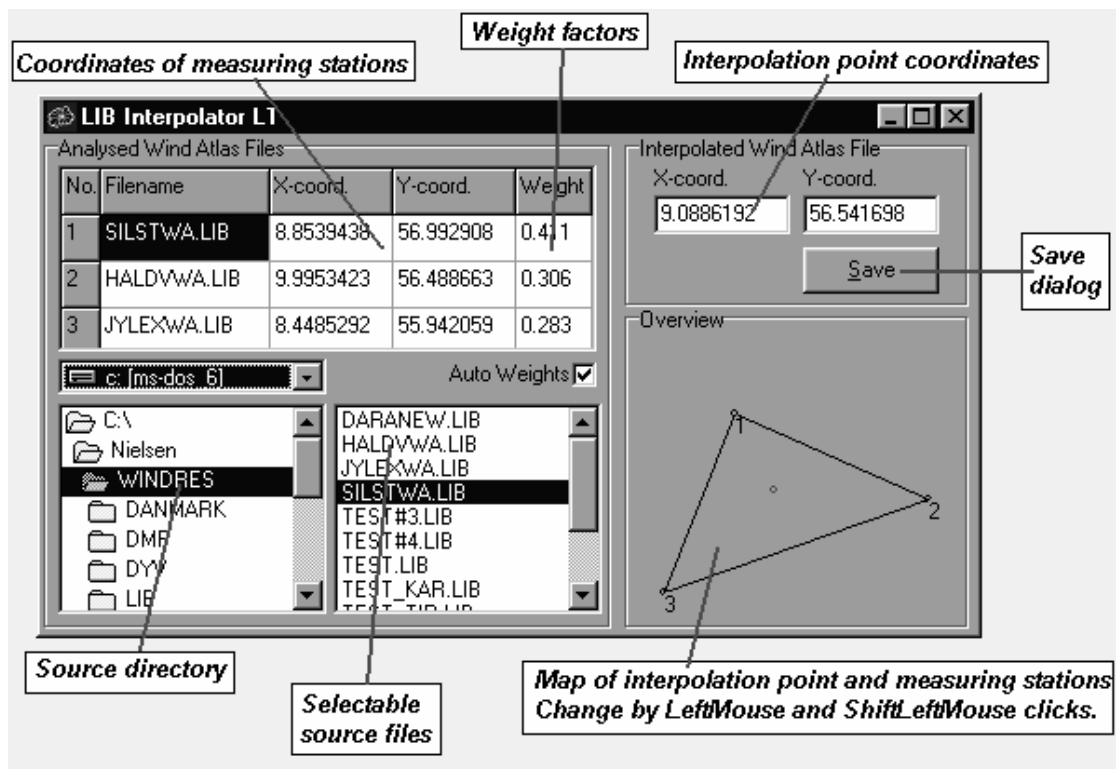 Weight factors
Coordinates of measuring stations
Interpolation point coordinates
LIB Interpolator LT
Analysed Wind Atlas Files
No. Filename X-coord. Y-coord. Weight
1 SILSTWA.LIB 8.8539438 56.992908 0.411
2 HALDVWA.LIB 9.9953423 56.488663 0.306
3 JYLEXWA.LIB 8.4485292 55.942059 0.283
Interpolated Wind Atlas File
X-coord. Y-coord.
9.0886192 56.541698
Save
Save
dialog
c: [ms-dos_6]
Auto Weights
Overview
C:\
Nielsen
WINDRES
DANMARK
LIB
DARANEW.LIB
HALDVWA.LIB
JYLEXWA.LIB
SILSTWA.LIB
TEST#3.LIB
TEST#4.LIB
TEST.LIB
TEST_KAR.LIB
1
2
3
Source directory
Selectable
source files
Map of interpolation point and measuring stations
Change by LeftMouse and ShiftLeftMouse clicks.